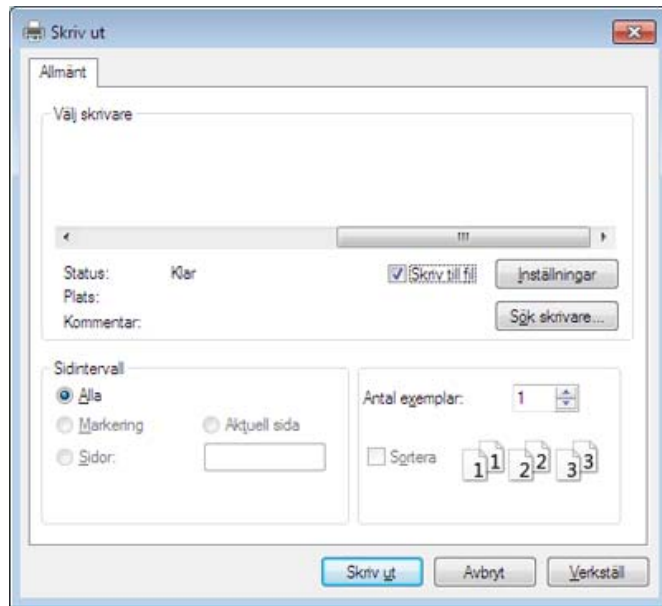 Skriv ut
Allmänt
Välj skrivare
Status: Klar
Skriv till fil
Inställningar
Plats:
Kommentar:
Sök skrivare...
Sidintervall
Alla
Markering
Aktuell sida
Sidor:
Antal exemplar: 1
Sortera
1 1 2 2 3 3
Skriv ut
Avbryt
Verkställ